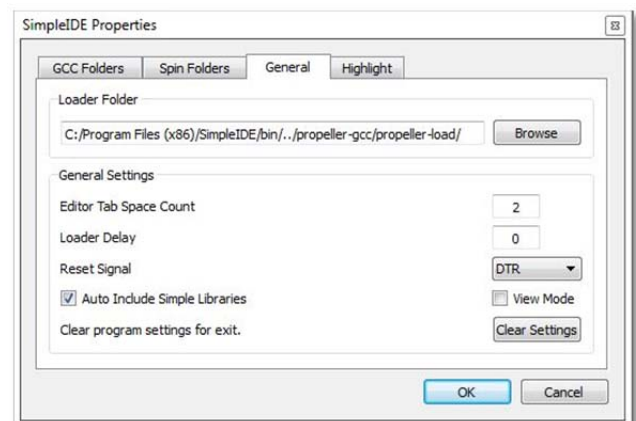 SimpleIDE Properties
GCC Folders Spin Folders General Highlight
Loader Folder
C:/Program Files (x86)/SimpleIDE/bin/../propeller-gcc/propeller-load/ Browse
General Settings
Editor Tab Space Count 2
Loader Delay 0
Reset Signal DTR
Auto Include Simple Libraries View Mode
Clear program settings for exit. Clear Settings
OK Cancel